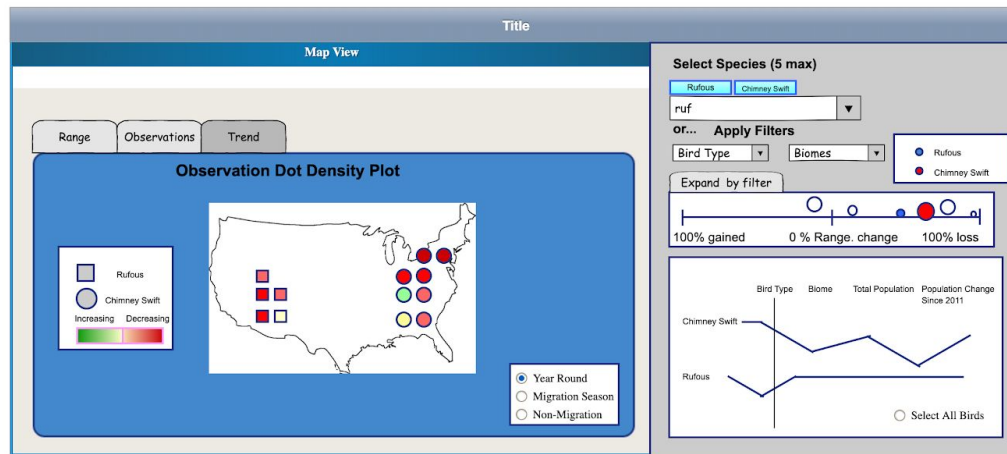 Title
Map View
Range
Observations
Trend
Observation Dot Density Plot
Rufous
Chimney Swift
Increasing Decreasing
Year Round
Migration Season
Non-Migration
Select Species (5 max)
Rufous
Chimney Swift
ruf
or... Apply Filters
Bird Type
Biomes
Rufous
Chimney Swift
Expand by filter
100% gained 0 % Range. change 100% loss
Bird Type Biome Total Population Population Change
Since 2011
Chimney Swift
Rufous
Select All Birds